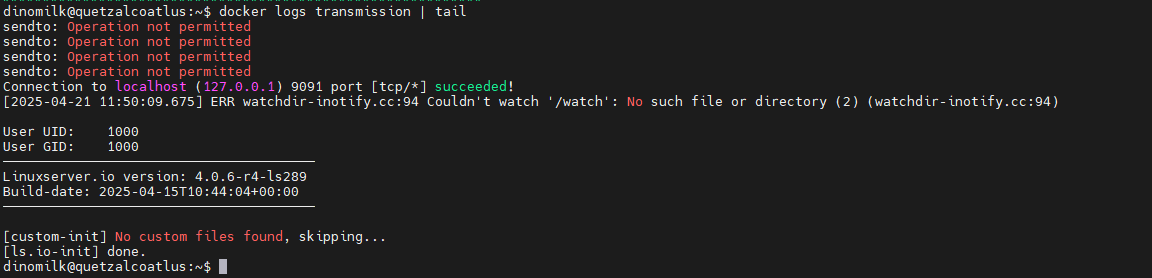 dinomilk@quetzalcoatlus:~$ docker logs transmission | tail
sendto: Operation not permitted
sendto: Operation not permitted
sendto: Operation not permitted
sendto: Operation not permitted
Connection to localhost (127.0.0.1) 9091 port [tcp/*] succeeded!
[2025-04-21 11:50:09.675] ERR watchdir-inotify.cc:94 Couldn't watch '/watch': No such file or directory (2) (watchdir-inotify.cc:94)
User UID:    1000
User GID:    1000
Linuxserver.io version: 4.0.6-r4-ls289
Build-date: 2025-04-15T10:44:04+00:00
[custom-init] No custom files found, skipping...
[ls.io-init] done.
dinomilk@quetzalcoatlus:~$